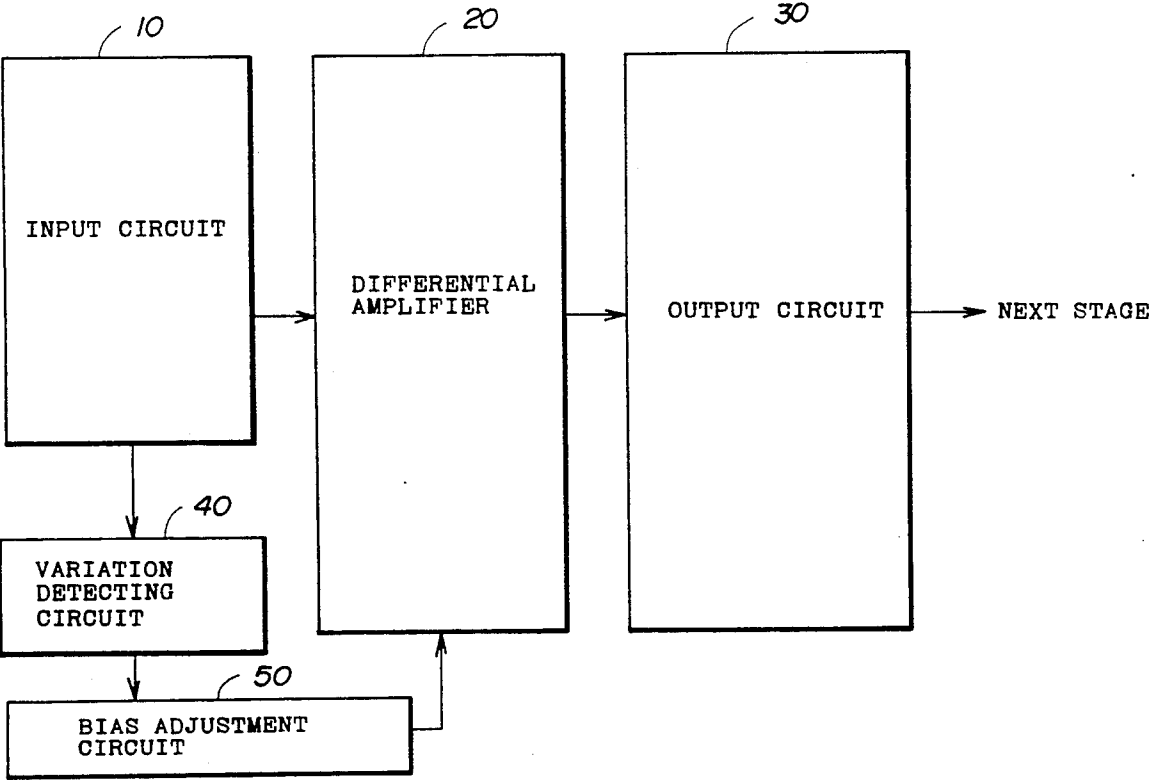 10
20
30
INPUT CIRCUIT
DIFFERENTIAL
AMPLIFIER
OUTPUT CIRCUIT
NEXT STAGE
40
VARIATION
DETECTING
CIRCUIT
50
BIAS ADJUSTMENT
CIRCUIT